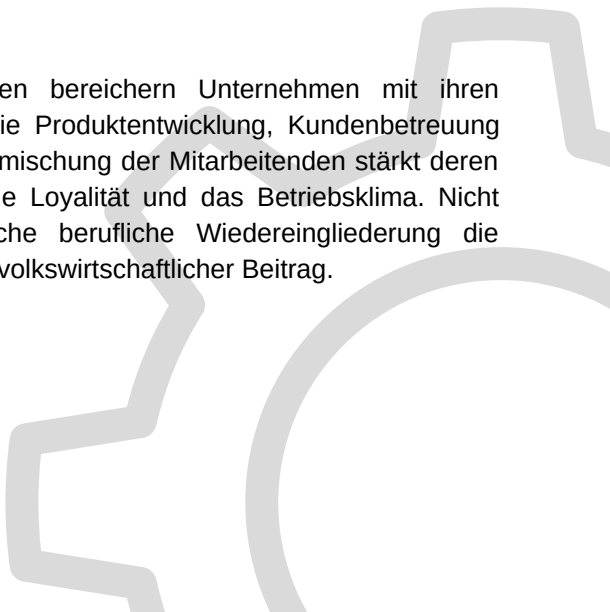 en bereichern Unternehmen mit ihren
ie Produktentwicklung, Kundenbetreuung
mischung der Mitarbeitenden stärkt deren
e Loyalität und das Betriebsklima. Nicht
che berufliche Wiedereingliederung die
volkswirtschaftlicher Beitrag.